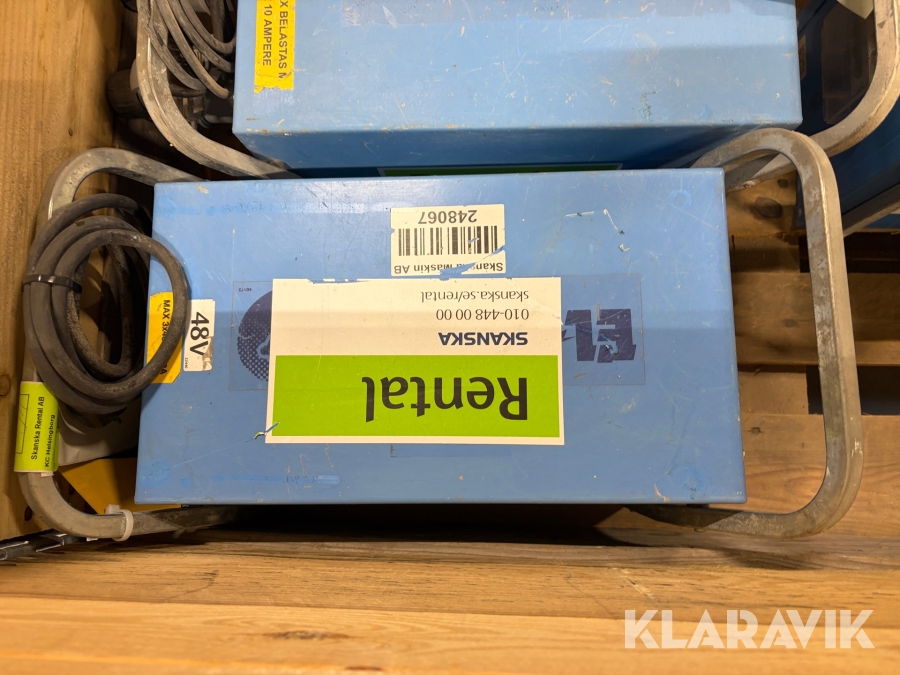 X BELASTAS M
10 AMPERE
Rental
SKANSKA
010-448 00 00
skanska.se/rental
Skanska Maskin AB
248067
48V
Skanska Rental AB
KC Helsingborg
KLARAVIK